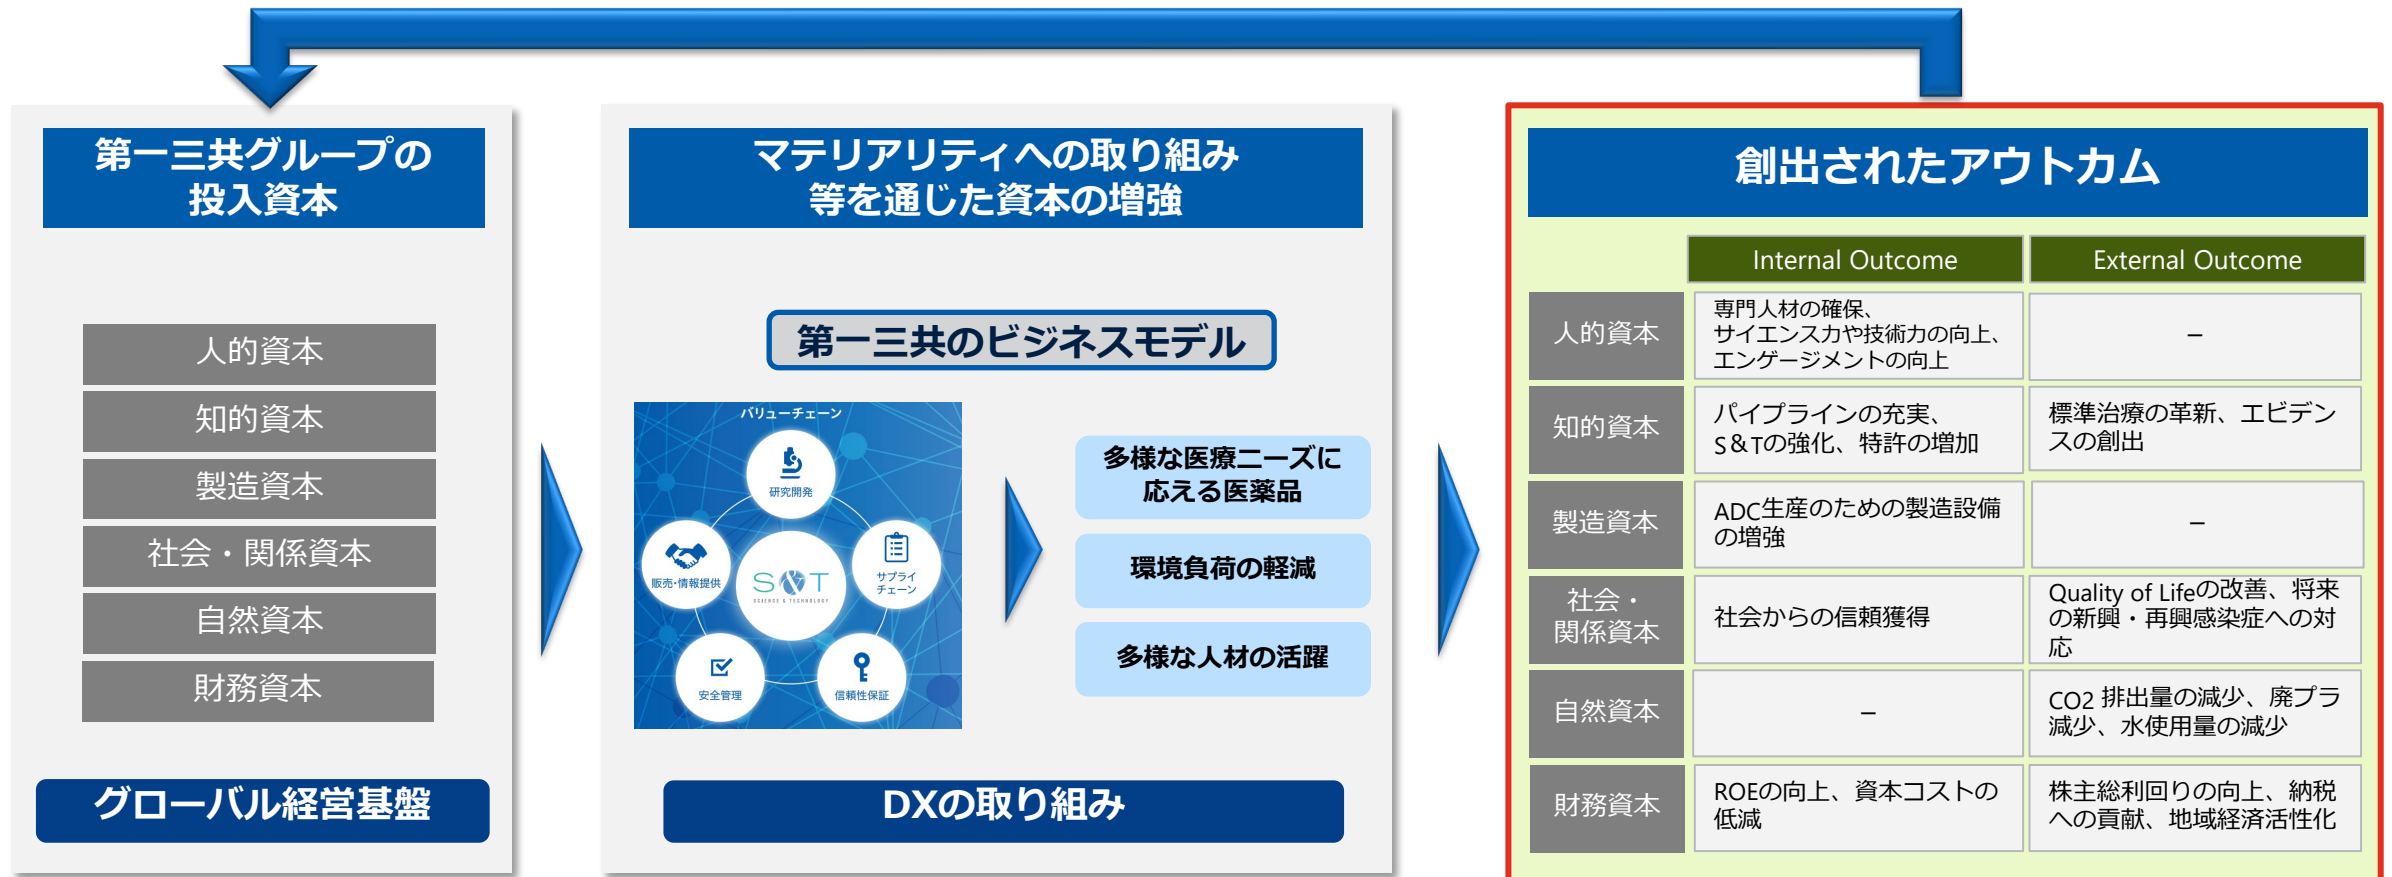 第一三共グループの
投入資本
人的資本
知的資本
製造資本
社会・関係資本
自然資本
財務資本
グローバル経営基盤
マテリアリティへの取り組み
等を通じた資本の増強
第一三共のビジネスモデル
バリューチェーン
研究開発
販売・情報提供
サプライ
チェーン
S&T
SCIENCE & TECHNOLOGY
安全管理
信頼性保証
多様な医療ニーズに
応える医薬品
環境負荷の軽減
多様な人材の活躍
DXの取り組み
創出されたアウトカム
Internal Outcome
External Outcome
人的資本
専門人材の確保、
サイエンス力や技術力の向上、
エンゲージメントの向上
–
知的資本
パイプラインの充実、
S&Tの強化、特許の増加
標準治療の革新、エビデン
スの創出
製造資本
ADC生産のための製造設備
の増強
–
社会・
関係資本
社会からの信頼獲得
Quality of Lifeの改善、将来
の新興・再興感染症への対
応
自然資本
–
CO2 排出量の減少、廃プラ
減少、水使用量の減少
財務資本
ROEの向上、資本コストの
低減
株主総利回りの向上、納税
への貢献、地域経済活性化